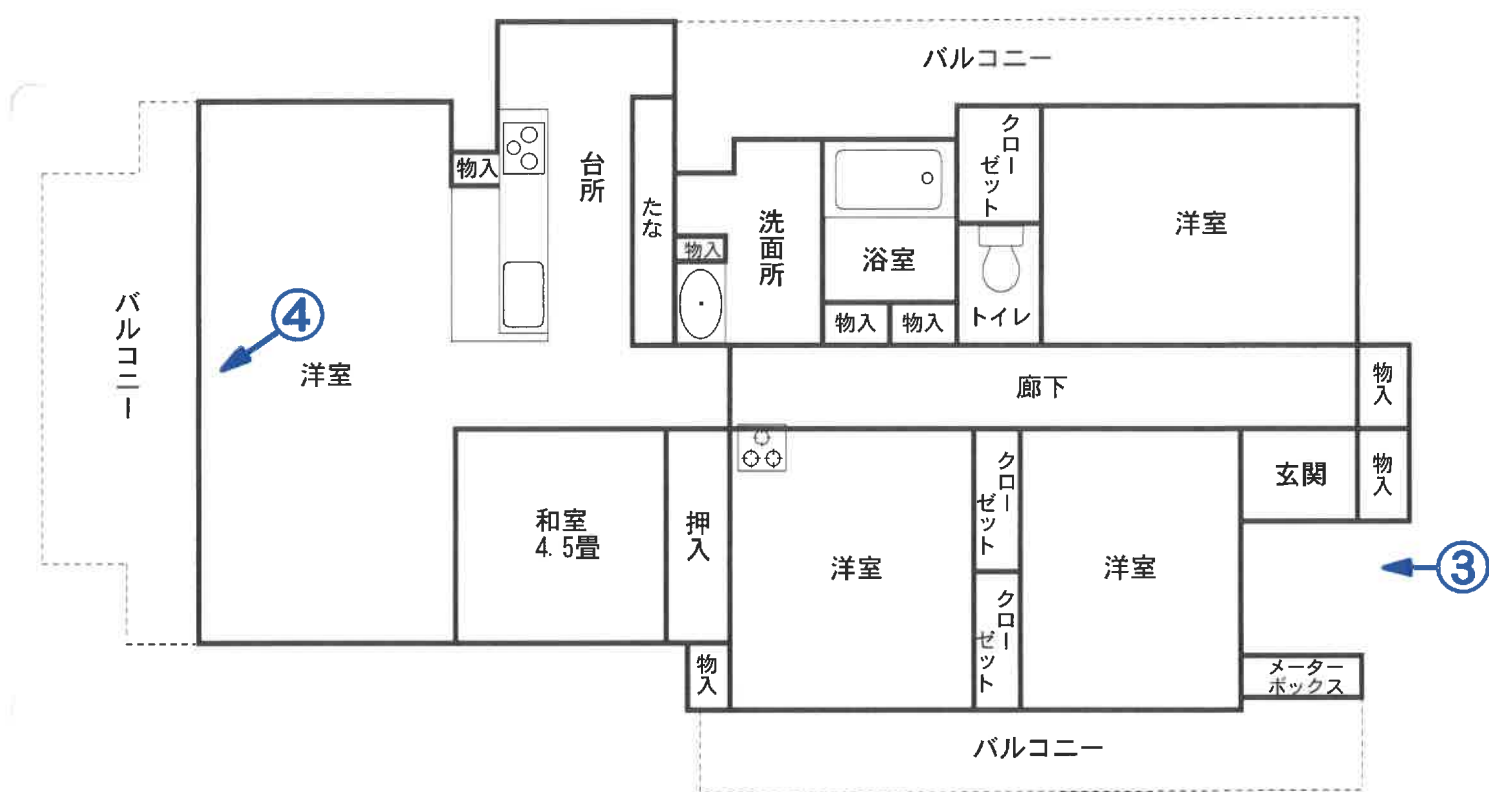 バルコニー
クローゼット
物入
台所
たな
洗面所
洋室
物入
浴室
バルコニー
④
物入
物入
トイレ
洋室
廊下
物入
和室
4.5畳
押入
クローゼット
玄関
物入
洋室
洋室
③
クローゼット
物入
メーター
ボックス
バルコニー